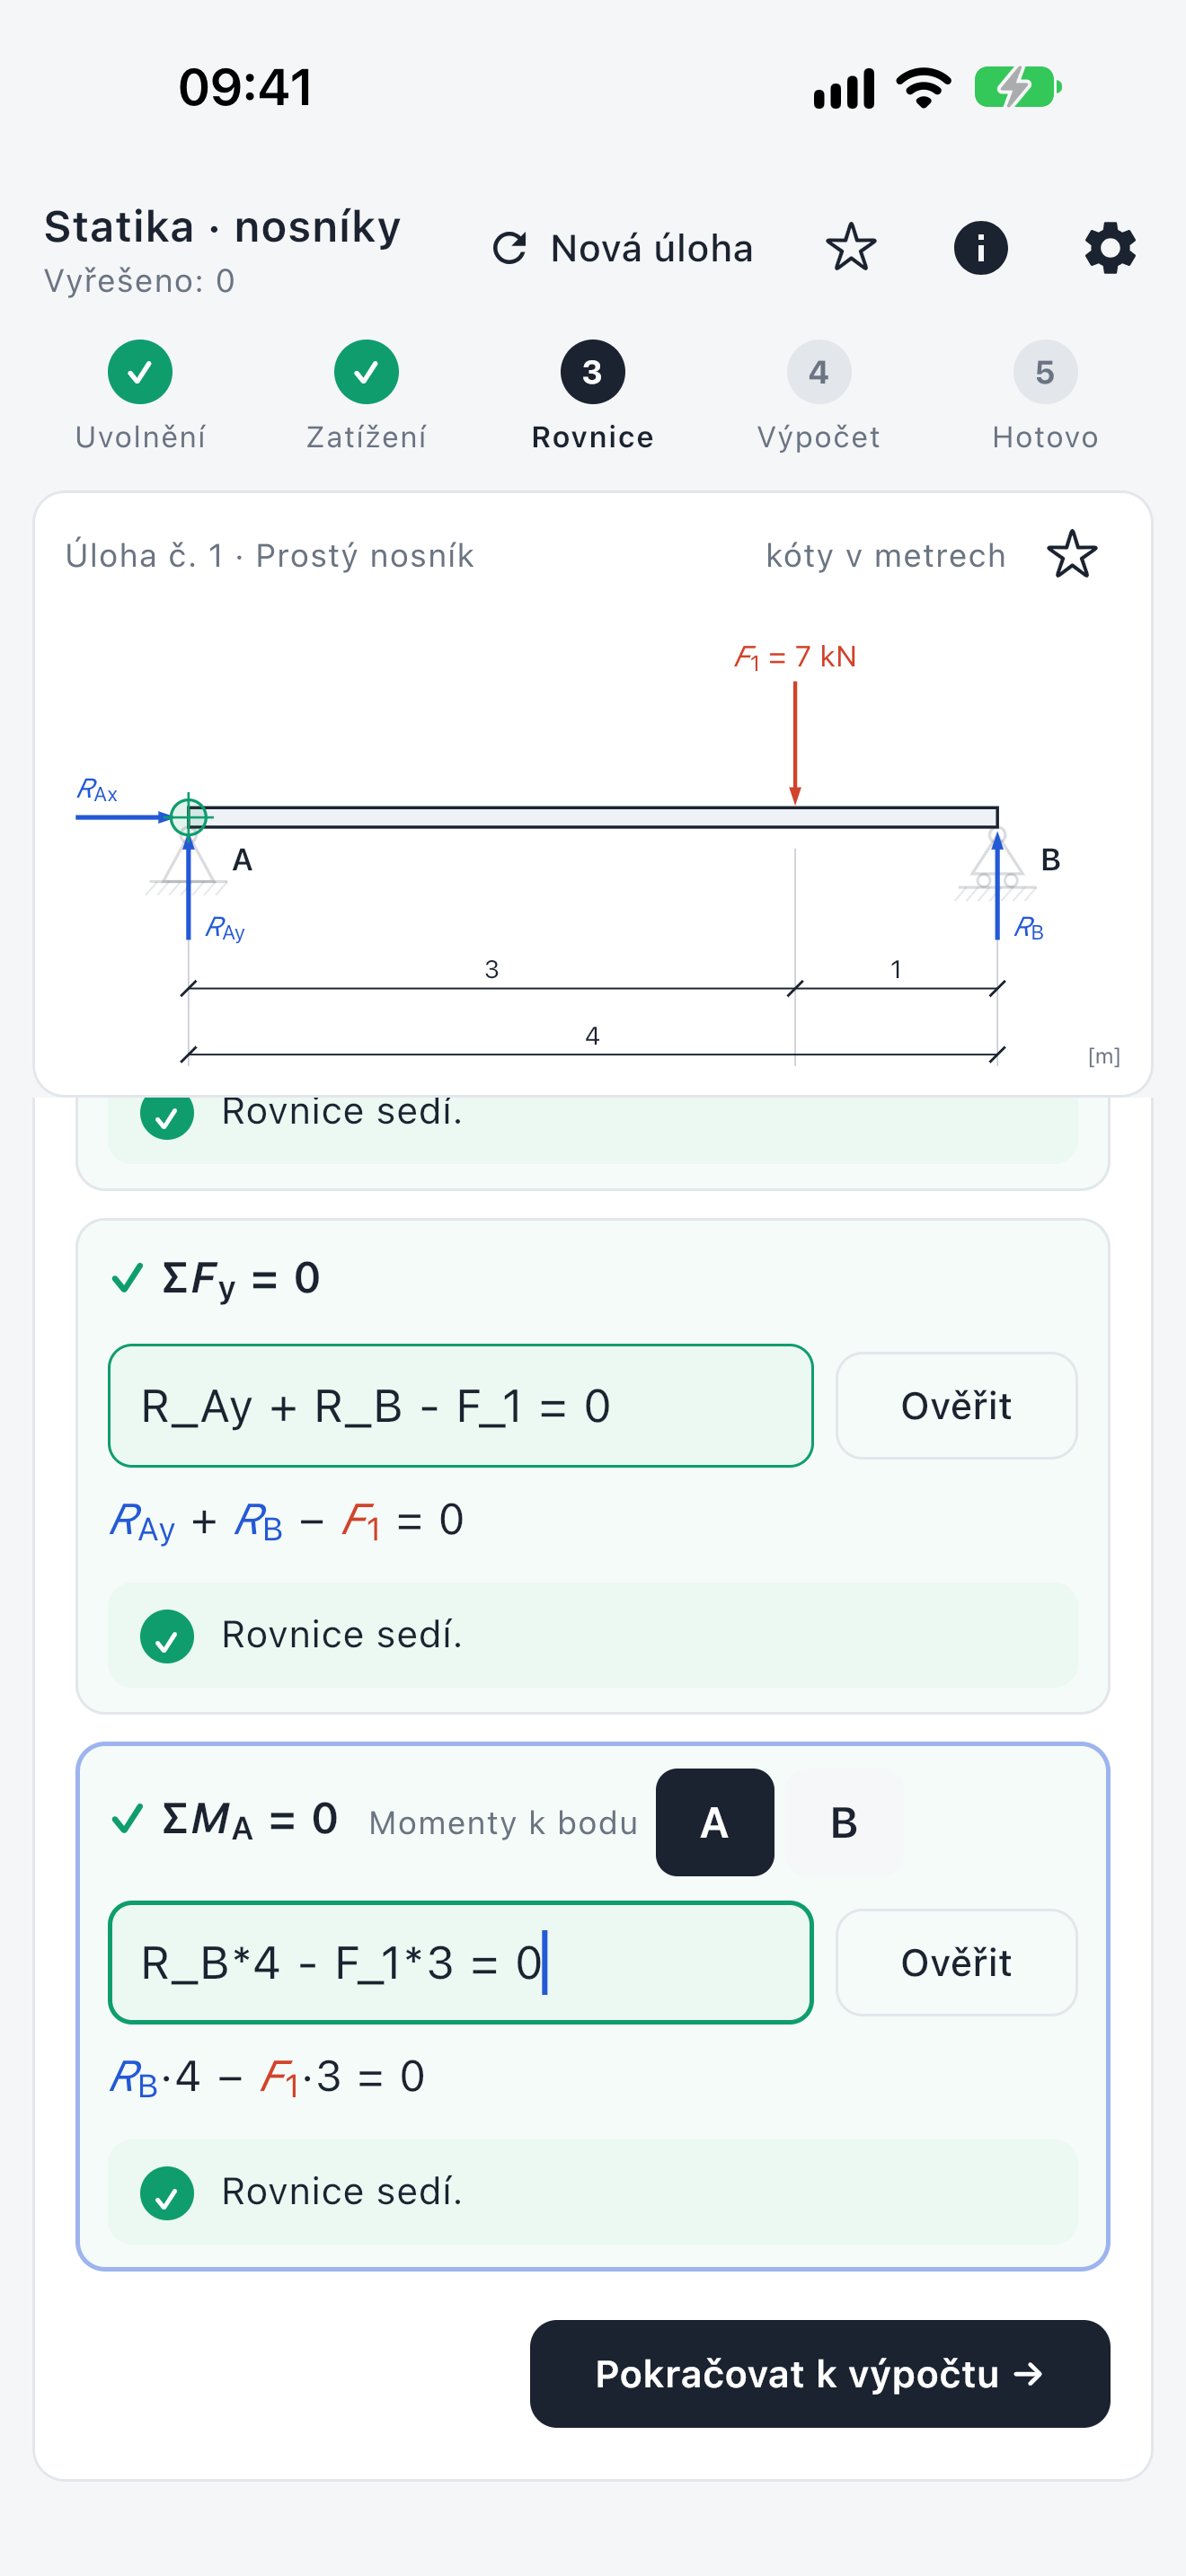 09:41
Statika · nosníky
Vyřešeno: 0
Nová úloha
3
4
5
Uvolnění
Zatížení
Rovnice
Výpočet
Hotovo
Úloha č. 1 · Prostý nosník
kóty v metrech
F1 = 7 kN
RAx
A
B
RAy
RB
3
1
4
[m]
Rovnice sedí.
ΣFy = 0
R_Ay + R_B - F_1 = 0
Ověřit
RAy + RB − F1 = 0
Rovnice sedí.
ΣMA = 0 Momenty k bodu A B
R_B*4 - F_1*3 = 0
Ověřit
RB·4 − F1·3 = 0
Rovnice sedí.
Pokračovat k výpočtu →